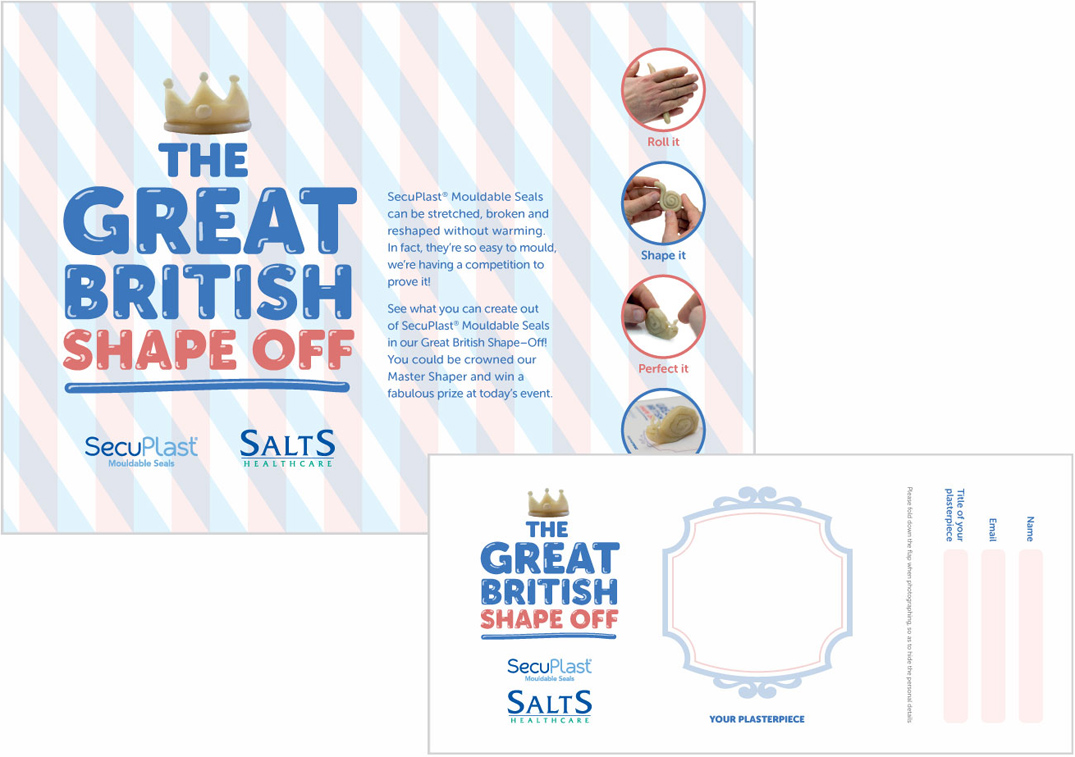 THE
GREAT
BRITISH
SHAPE OFF
SecuPlast®
Mouldable Seals
SALTS
HEALTHCARE
SecuPlast® Mouldable Seals
can be stretched, broken and
reshaped without warming.
In fact, they're so easy to mould,
we're having a competition to
prove it!
See what you can create out
of SecuPlast® Mouldable Seals
in our Great British Shape–Off!
You could be crowned our
Master Shaper and win a
fabulous prize at today's event.
Roll it
Shape it
Perfect it
THE
GREAT
BRITISH
SHAPE OFF
SecuPlast®
Mouldable Seals
SALTS
HEALTHCARE
YOUR PLASTERPIECE
Please fold down the flap when photographing, so as to hide the personal details
Title of your
plasterpiece
Email
Name